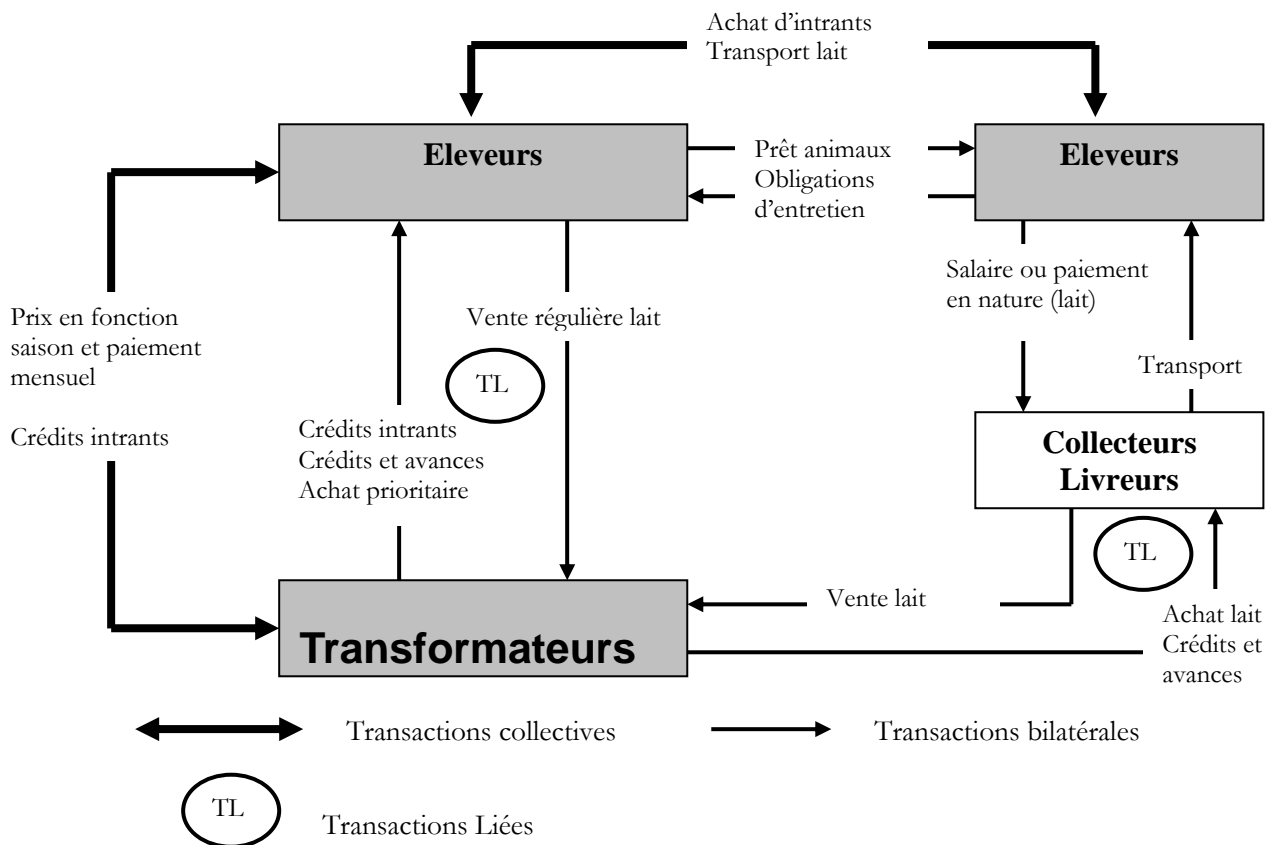 Achat d'intrants
Transport lait
Eleveurs
Prêt animaux
Obligations
d'entretien
Eleveurs
Salaire ou paiement
en nature (lait)
Prix en fonction
saison et paiement
mensuel
Vente régulière lait
TL
Transport
Crédits intrants
Crédits intrants
Crédits et avances
Achat prioritaire
Collecteurs
Livreurs
TL
Vente lait
Achat lait
Crédits et
avances
Transformateurs
Transactions collectives
Transactions bilatérales
TL
Transactions Liées